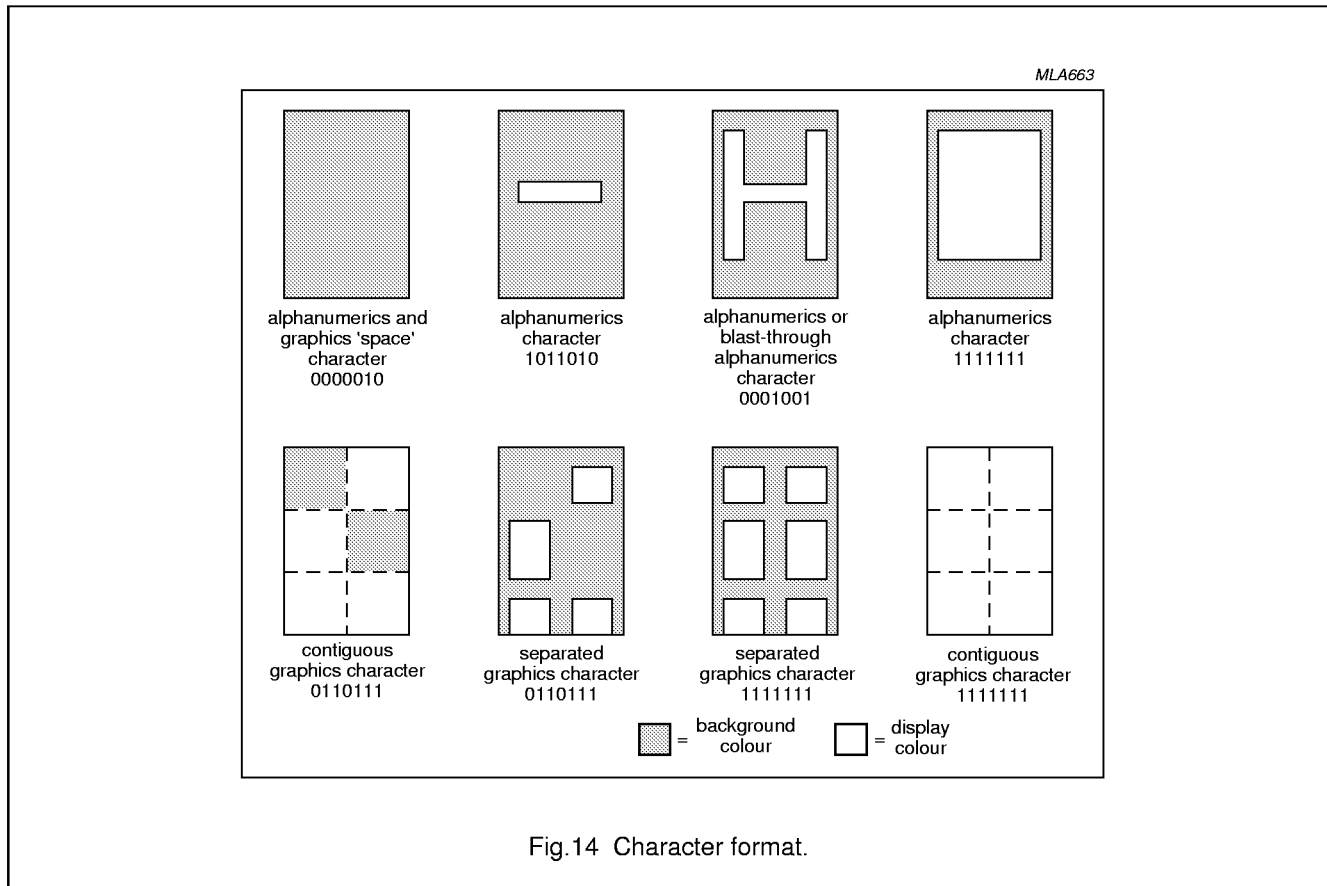 MLA663
alphanumerics and
graphics 'space'
character
0000010
alphanumerics
character
1011010
alphanumerics or
blast-through
alphanumerics
character
0001001
alphanumerics
character
1111111
contiguous
graphics character
0110111
separated
graphics character
0110111
separated
graphics character
1111111
contiguous
graphics character
1111111
= background
colour
= display
colour
Fig.14 Character format.